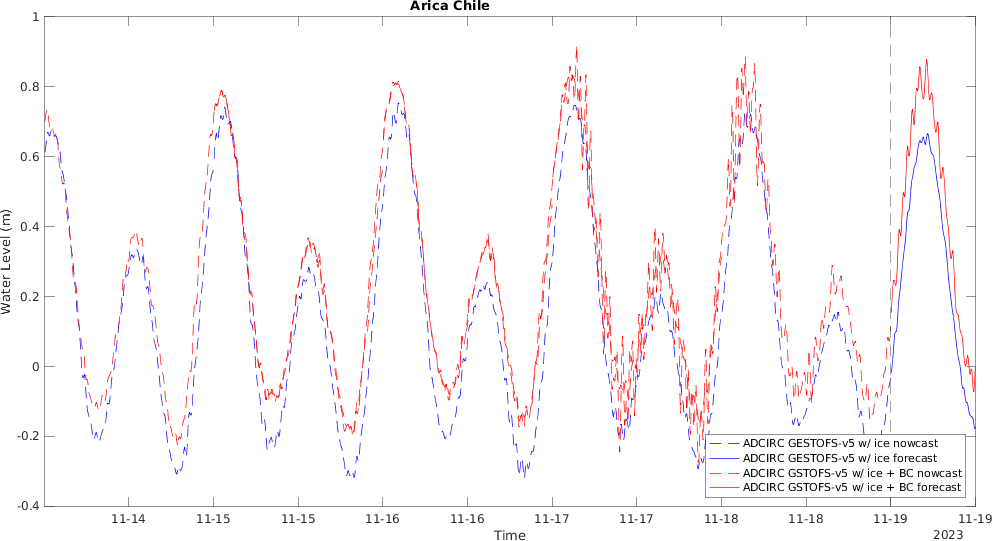 Arica Chile
Water Level (m)
1
0.8
0.6
0.4
0.2
0
-0.2
-0.4
ADCIRC GESTOFS-v5 w/ ice nowcast
ADCIRC GESTOFS-v5 w/ ice forecast
ADCIRC GSTOFS-v5 w/ ice + BC nowcast
ADCIRC GSTOFS-v5 w/ ice + BC forecast
11-14 11-15 11-15 11-16 11-16 11-17 11-17 11-18 11-18 11-19 11-19
Time
2023